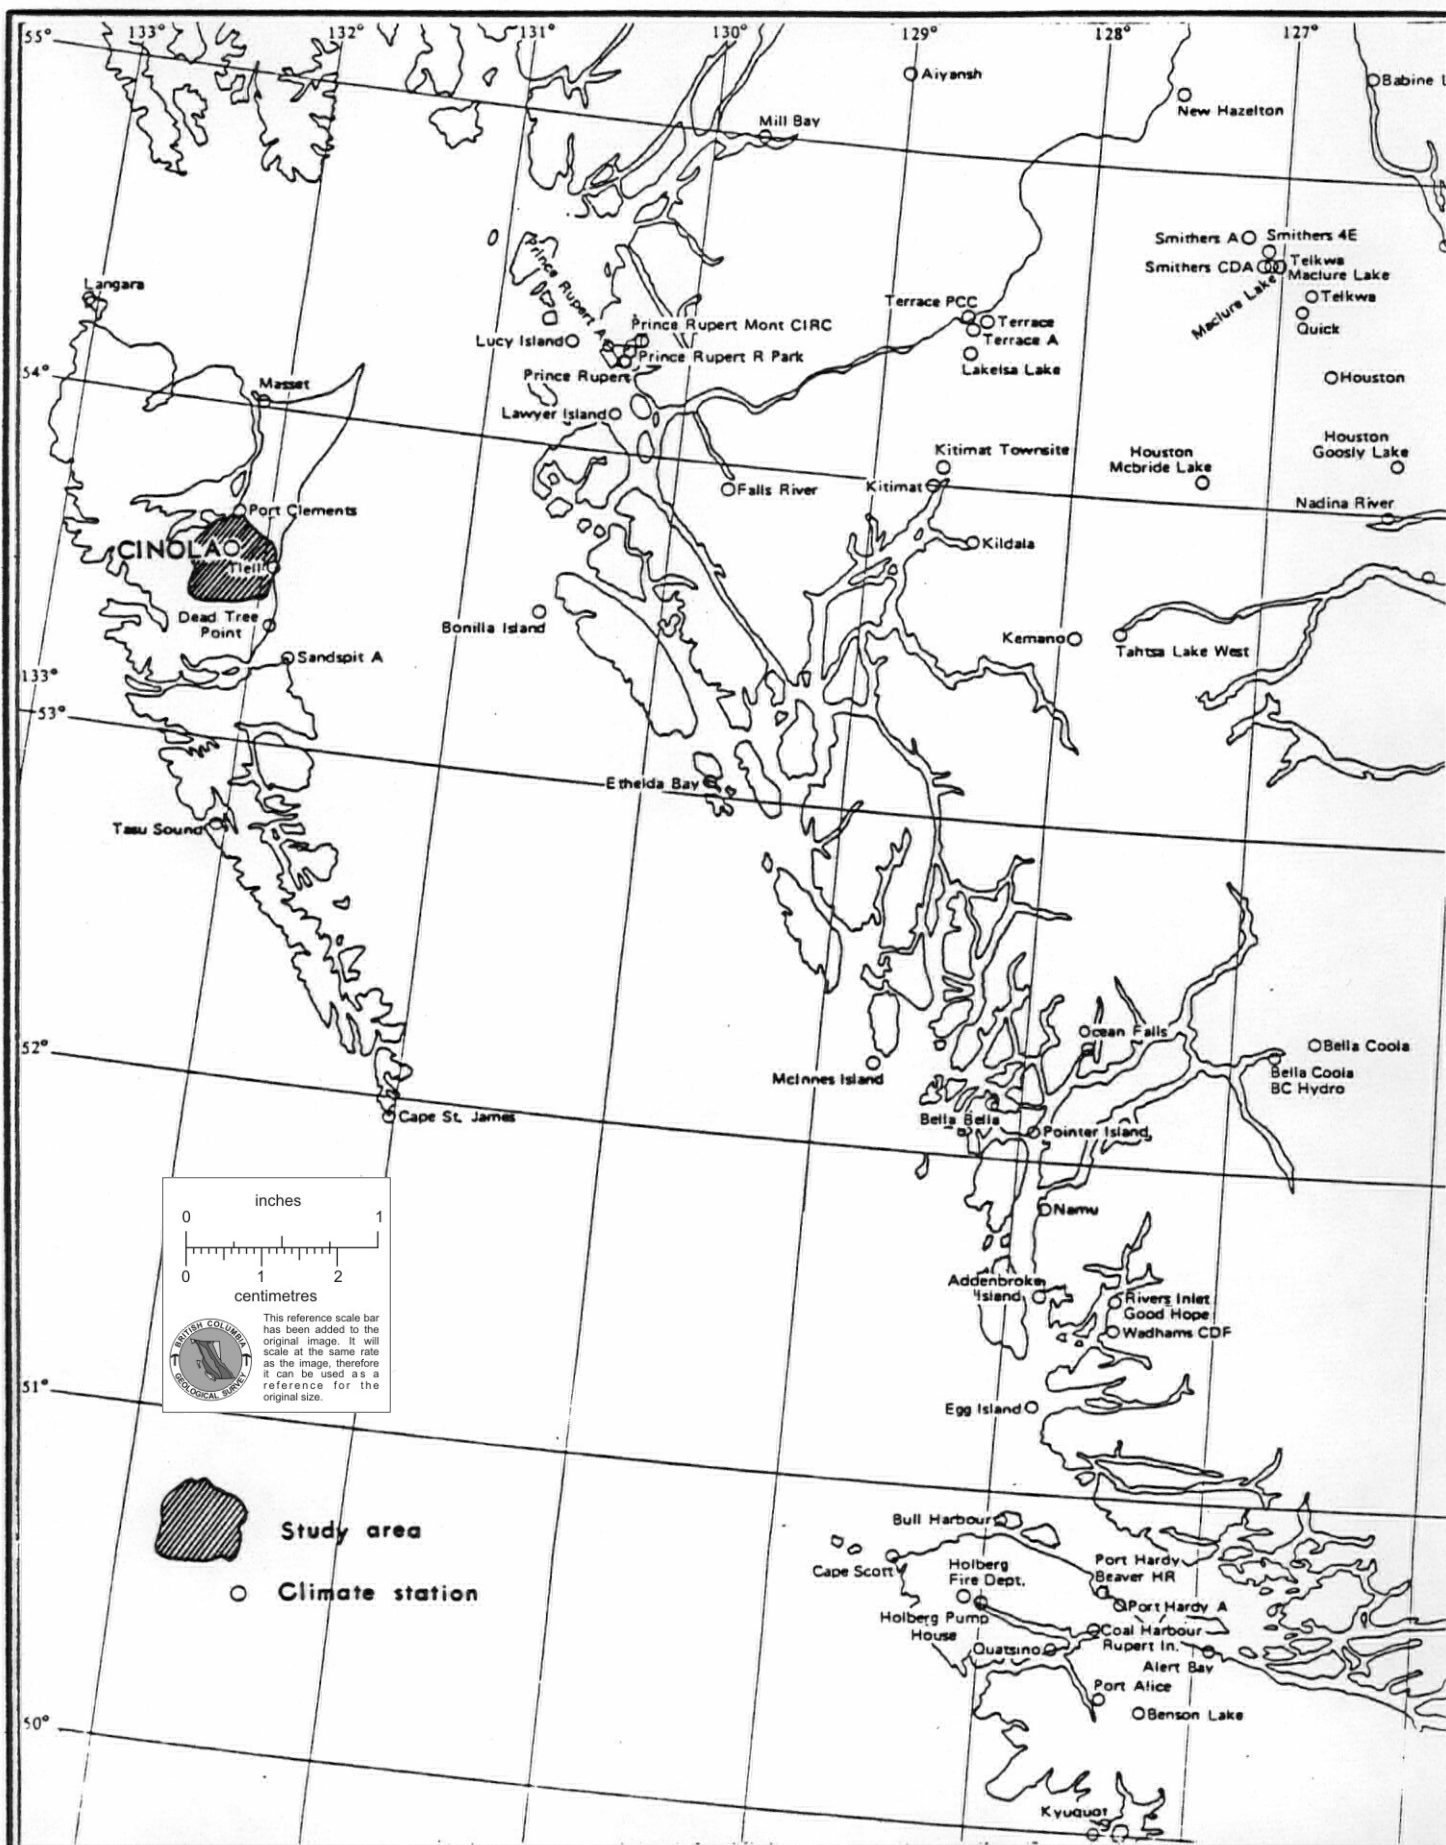 133°
132°
131°
130°
129°
128°
127°
55°
Aiyansh
Babine L
New Hazelton
Mill Bay
Smithers A
Smithers 4E
Smithers CDA
Telkwa
Maclure Lake
Maclure Lake
Telkwa
Quick
Langara
Prince Rupert A
Terrace PCC
Terrace
Terrace A
Lakelsa Lake
Prince Rupert Mont CIRC
Lucy Island
Prince Rupert R Park
Prince Rupert
54°
Masset
Houston
Lawyer Island
Kitimat Townsite
Houston
Mcbride Lake
Houston
Goosly Lake
Falls River
Kitimat
Nadina River
Port Clements
CINOLA
Tlell
Kildala
Dead Tree
Point
Bonilla Island
Kemano
Tahtsa Lake West
Sandspit A
133°
53°
Ethelda Bay
Tasu Sound
Ocean Falls
52°
McInnes Island
Bella Coola
Bella Coola
BC Hydro
Cape St. James
Bella Bella
Pointer Island
inches
0 1
0 1 2
centimetres
This reference scale bar
has been added to the
original image. It will
scale at the same rate
as the image, therefore
it can be used as a
reference for the
original size.
BRITISH COLUMBIA
GEOLOGICAL SURVEY
Namu
Addenbroke
Island
Rivers Inlet
Good Hope
Wadhams CDF
51°
Egg Island
Study area
Climate station
Bull Harbour
Cape Scott
Holberg
Fire Dept.
Port Hardy
Beaver HR
Holberg Pump
House
Port Hardy A
Coal Harbour
Rupert In.
Quatsino
Alert Bay
Port Alice
Benson Lake
50°
Kyuquot